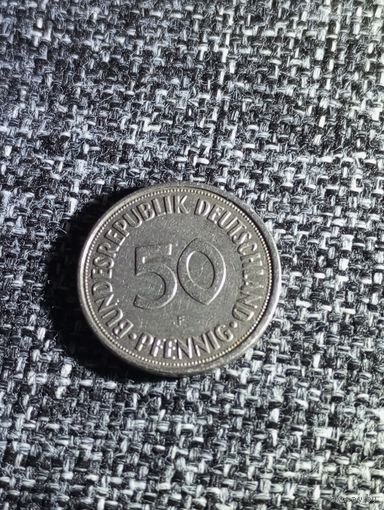 BUNDESREPUBLIK DEUTSCHLAND
50
F
PFENNIG